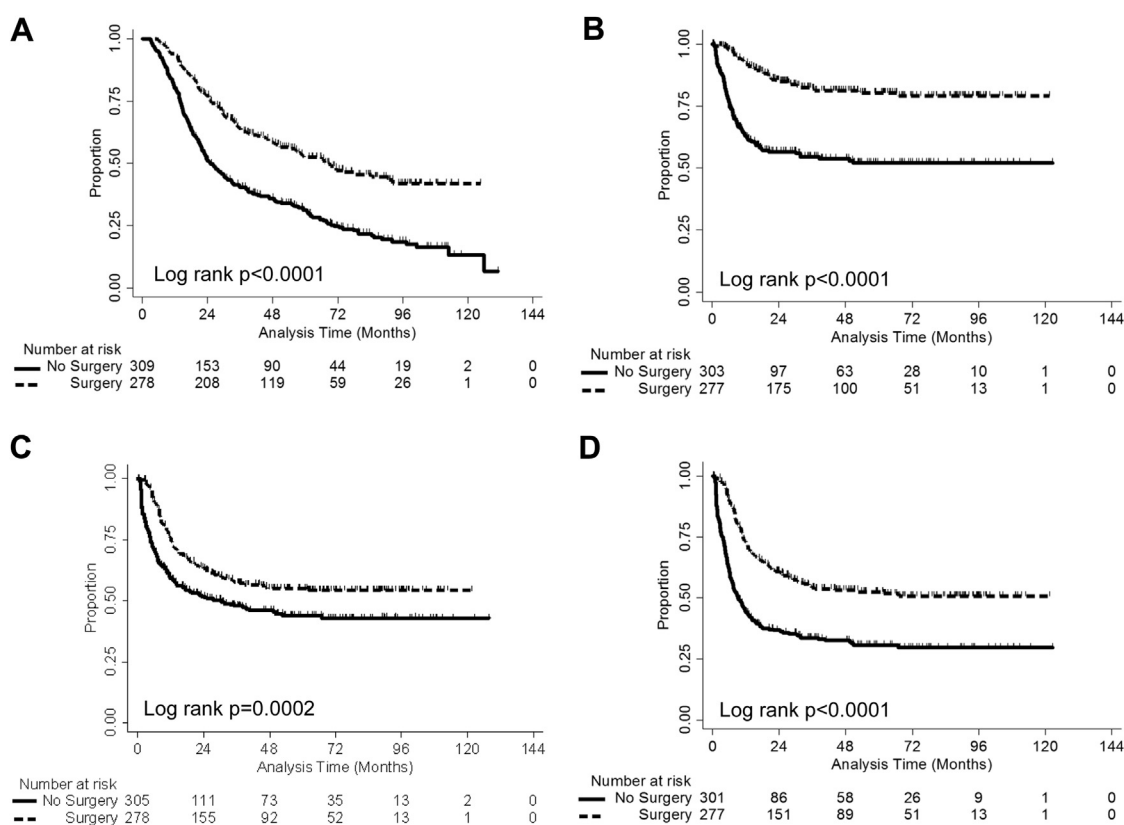 A
Proportion
1.00
0.75
0.50
0.25
0.00
Log rank p<0.0001
0 24 48 72 96 120 144
Analysis Time (Months)
Number at risk
No Surgery 309 153 90 44 19 2 0
Surgery 278 208 119 59 26 1 0
B
Proportion
1.00
0.75
0.50
0.25
0.00
Log rank p<0.0001
0 24 48 72 96 120 144
Analysis Time (Months)
Number at risk
No Surgery 303 97 63 28 10 1 0
Surgery 277 175 100 51 13 1 0
C
Proportion
1.00
0.75
0.50
0.25
0.00
Log rank p=0.0002
0 24 48 72 96 120 144
Analysis Time (Months)
Number at risk
No Surgery 305 111 73 35 13 2 0
Surgery 278 155 92 52 13 1 0
D
Proportion
1.00
0.75
0.50
0.25
0.00
Log rank p<0.0001
0 24 48 72 96 120 144
Analysis Time (Months)
Number at risk
No Surgery 301 86 58 26 9 1 0
Surgery 277 151 89 51 13 1 0